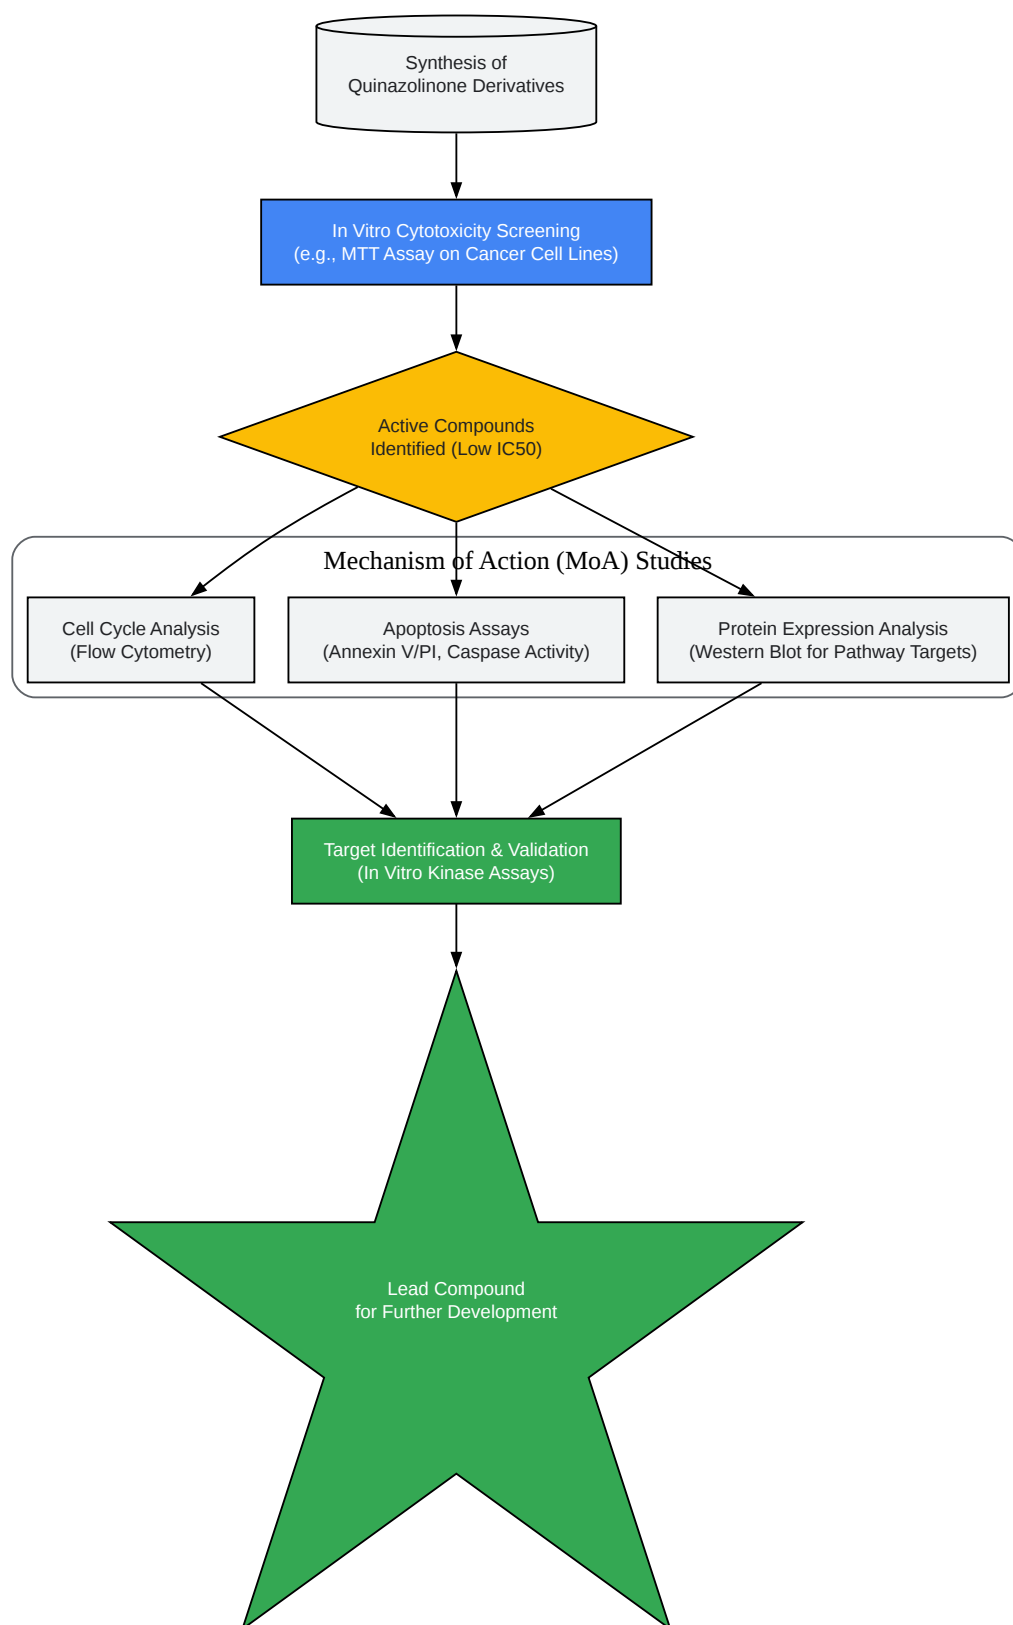 Synthesis of
Quinazolinone Derivatives
In Vitro Cytotoxicity Screening
(e.g., MTT Assay on Cancer Cell Lines)
Active Compounds
Identified (Low IC50)
Mechanism of Action (MoA) Studies
Cell Cycle Analysis
(Flow Cytometry)
Apoptosis Assays
(Annexin V/PI, Caspase Activity)
Protein Expression Analysis
(Western Blot for Pathway Targets)
Target Identification & Validation
(In Vitro Kinase Assays)
Lead Compound
for Further Development